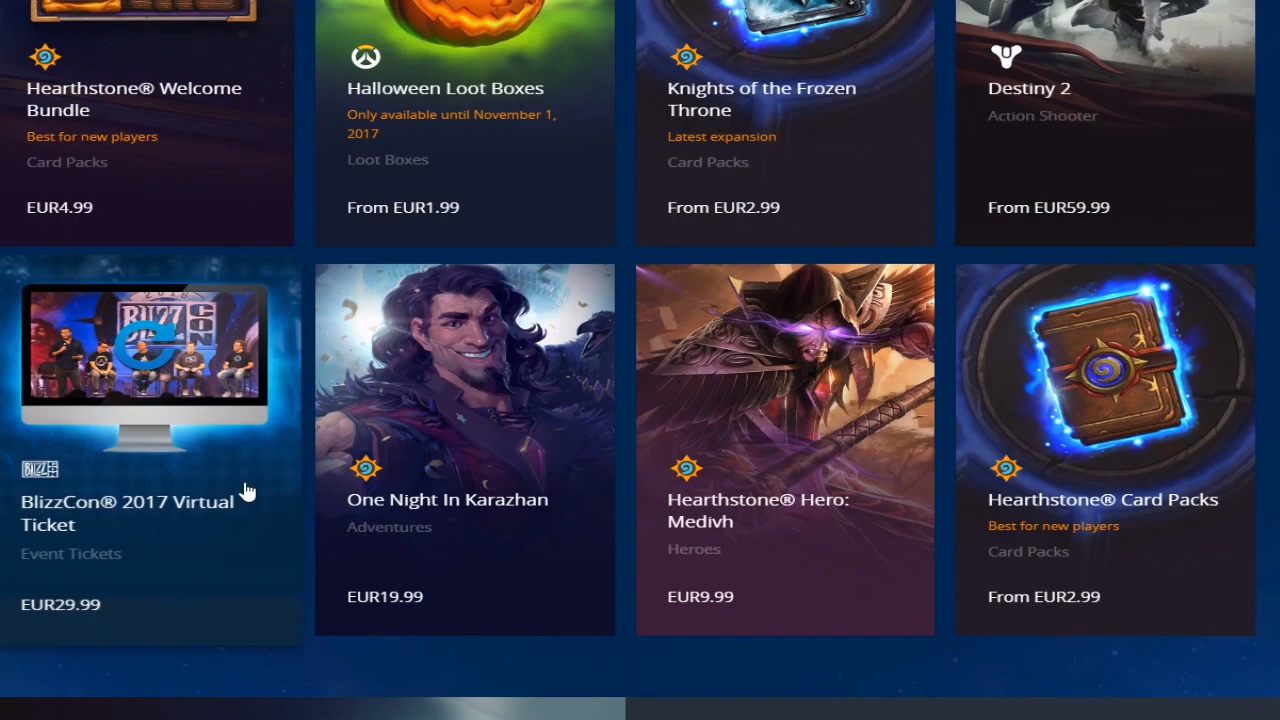 Hearthstone® Welcome
Bundle
Best for new players
Card Packs
EUR4.99
Halloween Loot Boxes
Only available until November 1,
2017
Loot Boxes
From EUR1.99
Knights of the Frozen
Throne
Latest expansion
Card Packs
From EUR2.99
Destiny 2
Action Shooter
From EUR59.99
BLIZZ
CON
BlizzCon® 2017 Virtual
Ticket
Event Tickets
EUR29.99
One Night In Karazhan
Adventures
EUR19.99
Hearthstone® Hero:
Medivh
Heroes
EUR9.99
Hearthstone® Card Packs
Best for new players
Card Packs
From EUR2.99